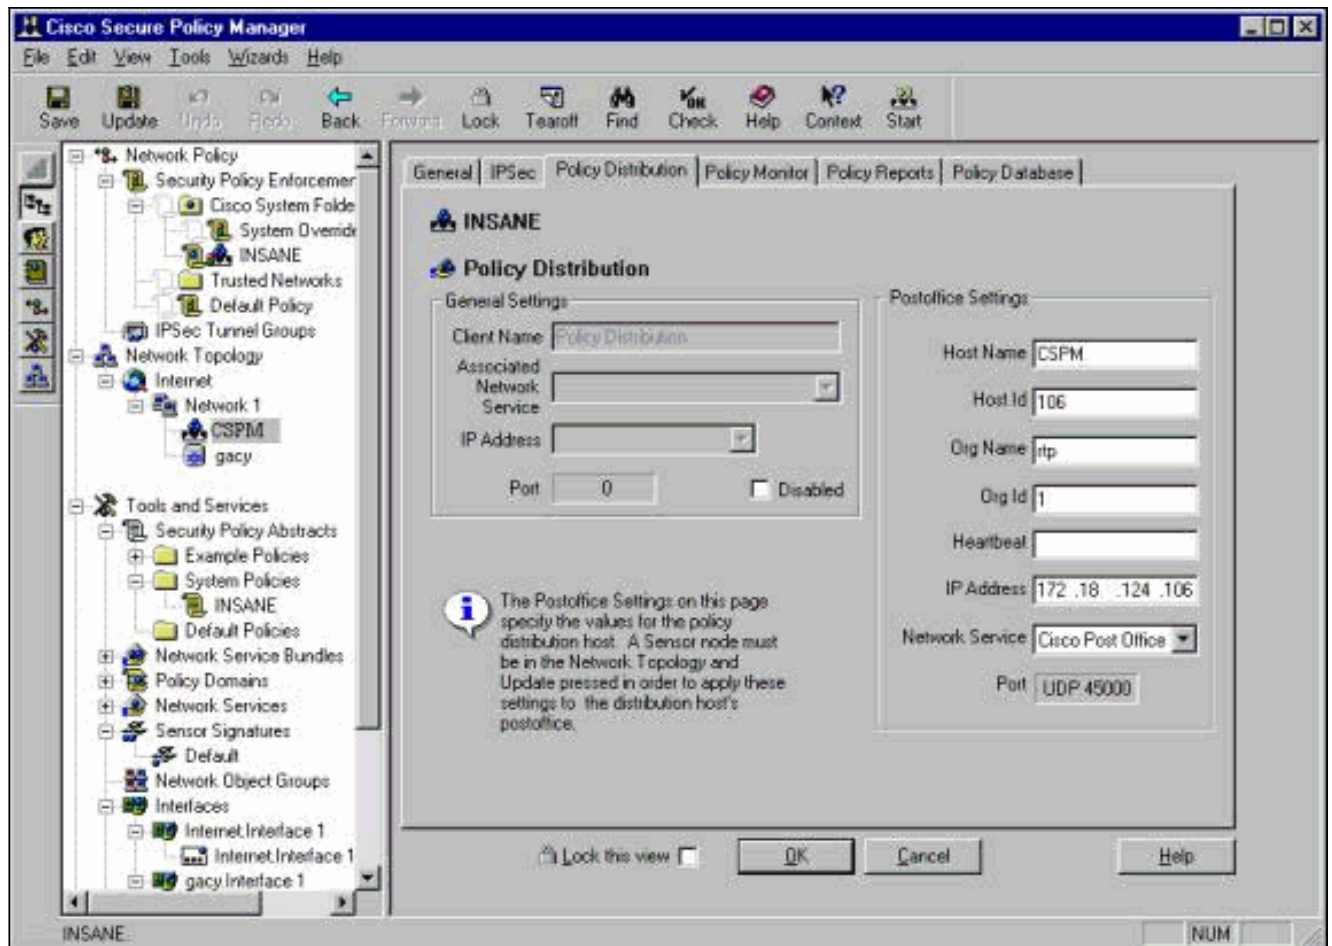 Cisco Secure Policy Manager
File Edit View Tools Wizards Help
Save Update Undo Redo Back Forward Lock Tearoff Find Check Help Context Start
Network Policy
Security Policy Enforcemer
Cisco System Folde
System Override
INSANE
Trusted Networks
Default Policy
IPSec Tunnel Groups
Network Topology
Internet
Network 1
CSPM
gacy
Tools and Services
Security Policy Abstracts
Example Policies
System Policies
INSANE
Default Policies
Network Service Bundles
Policy Domains
Network Services
Sensor Signatures
Default
Network Object Groups
Interfaces
Internet.Interface 1
Internet.Interface 1
gacy.Interface 1
General IPSec Policy Distribution Policy Monitor Policy Reports Policy Database
INSANE
Policy Distribution
General Settings
Client Name Policy Distribution
Associated
Network
Service
IP Address
Port 0 Disabled
The Postoffice Settings on this page
specify the values for the policy
distribution host. A Sensor node must
be in the Network Topology and
Update pressed in order to apply these
settings to the distribution host's
postoffice.
Postoffice Settings
Host Name CSPM
Host Id 106
Org Name rtp
Org Id 1
Heartbeat
IP Address 172 .18 .124 .106
Network Service Cisco Post Office
Port UDP 45000
Lock this view OK Cancel Help
INSANE. NUM